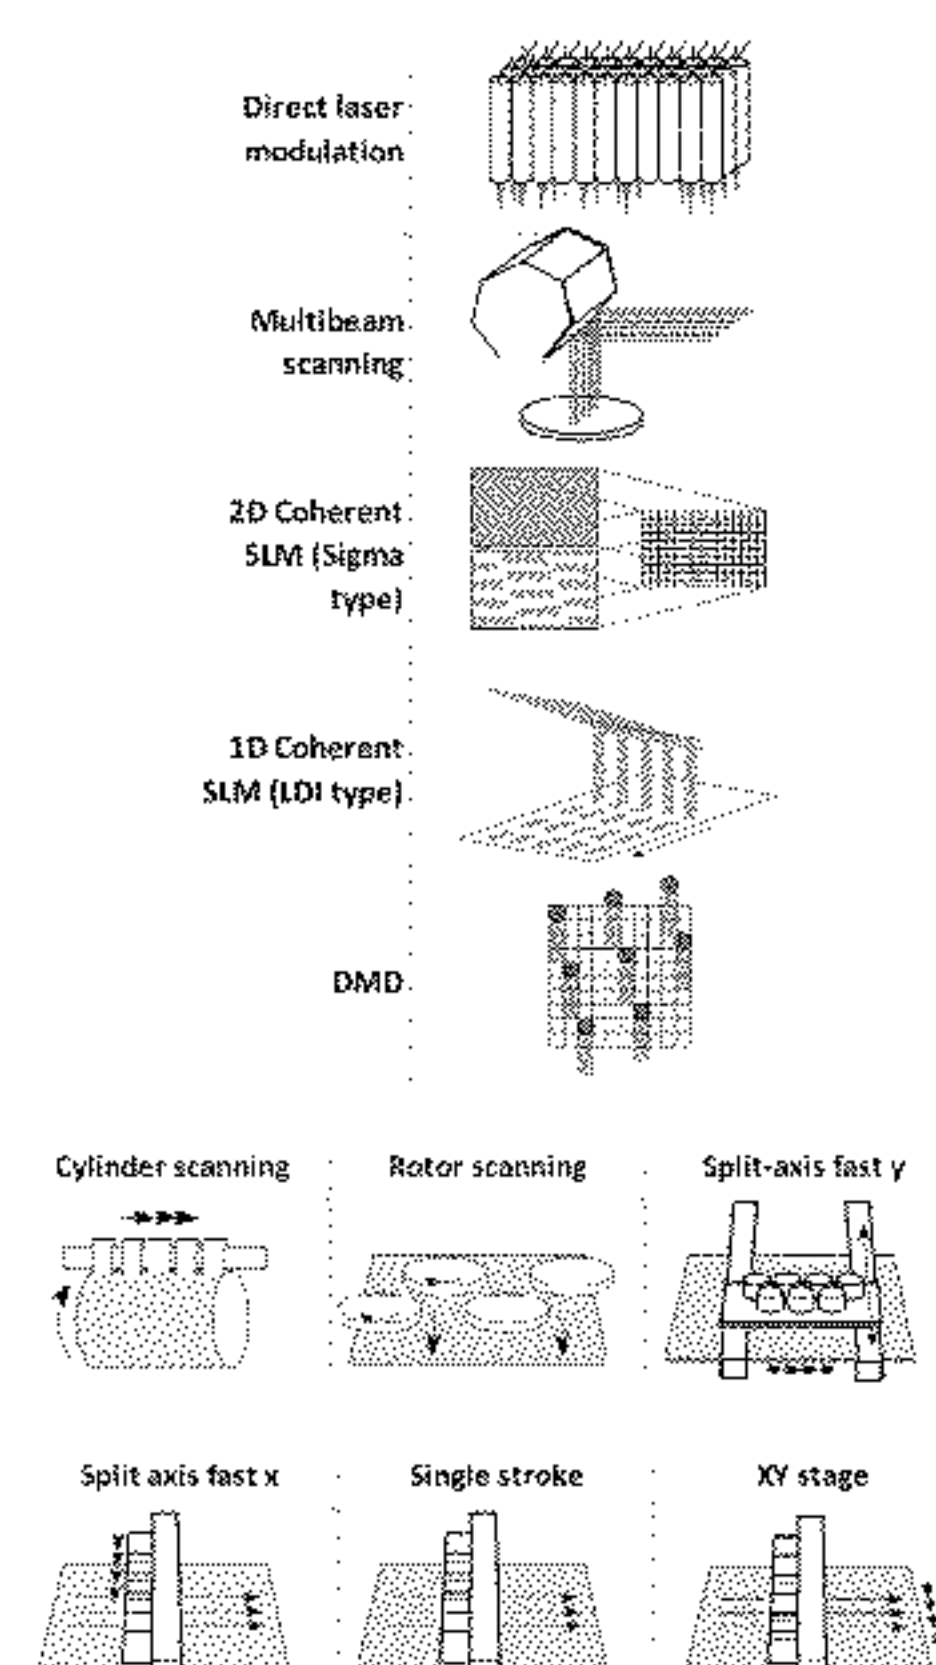 Direct laser
modulation
Multibeam
scanning
2D Coherent
SLM (Sigma
type)
1D Coherent
SLM (LDI type)
DMD
Cylinder scanning
Rotor scanning
Split-axis fast y
Split axis fast x
Single stroke
XY stage